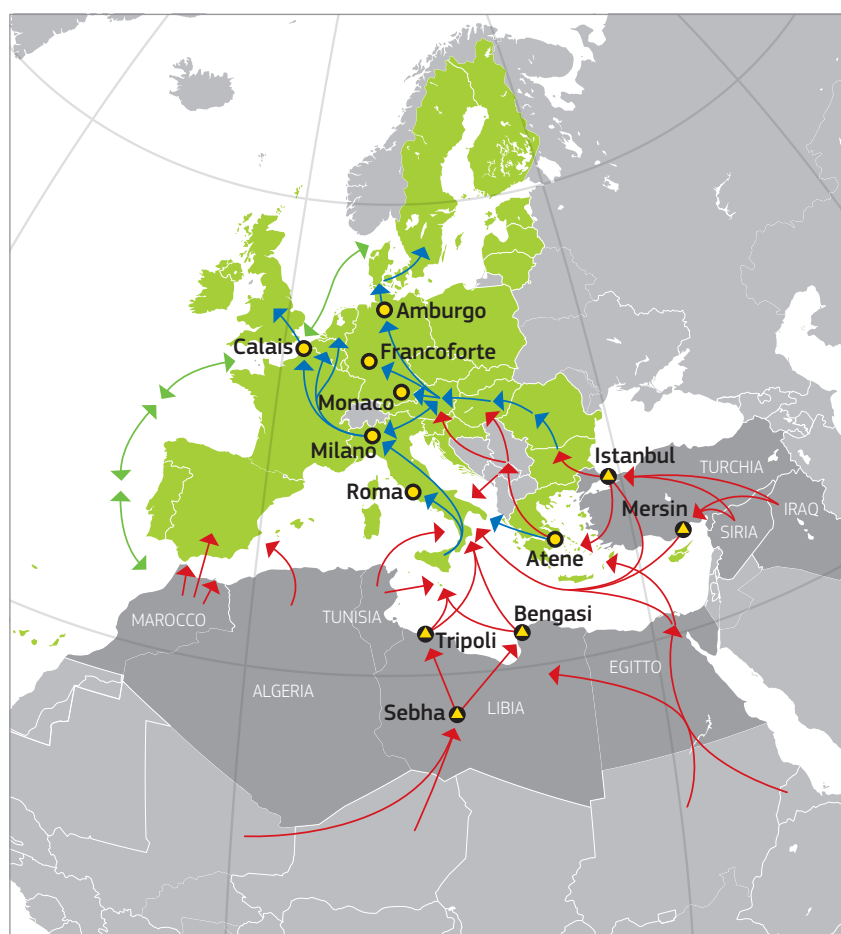 Amburgo
Calais
Francoforte
Monaco
Milano
Istanbul
TURCHIA
Roma
Mersin
IRAQ
SIRIA
Atene
MAROCCO
TUNISIA
Bengasi
Tripoli
EGITTO
ALGERIA
Sebha
LIBIA